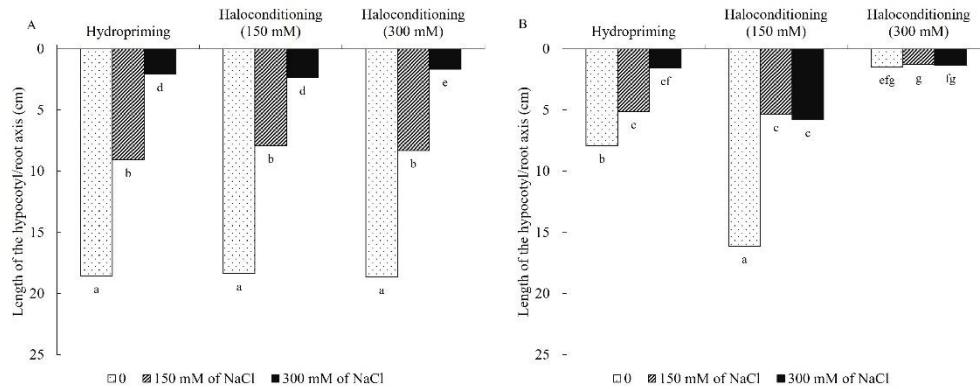 A
Hydropriming
Haloconditioning
(150 mM)
Haloconditioning
(300 mM)
Length of the hypocotyl/root axis (cm)
0
5
10
15
20
25
a
b
d
a
b
d
a
b
e
0
150 mM of NaCl
300 mM of NaCl
B
Hydropriming
Haloconditioning
(150 mM)
Haloconditioning
(300 mM)
Length of the hypocotyl/root axis (cm)
0
5
10
15
20
25
b
c
ef
a
c
c
efg
g
fg
0
150 mM of NaCl
300 mM of NaCl